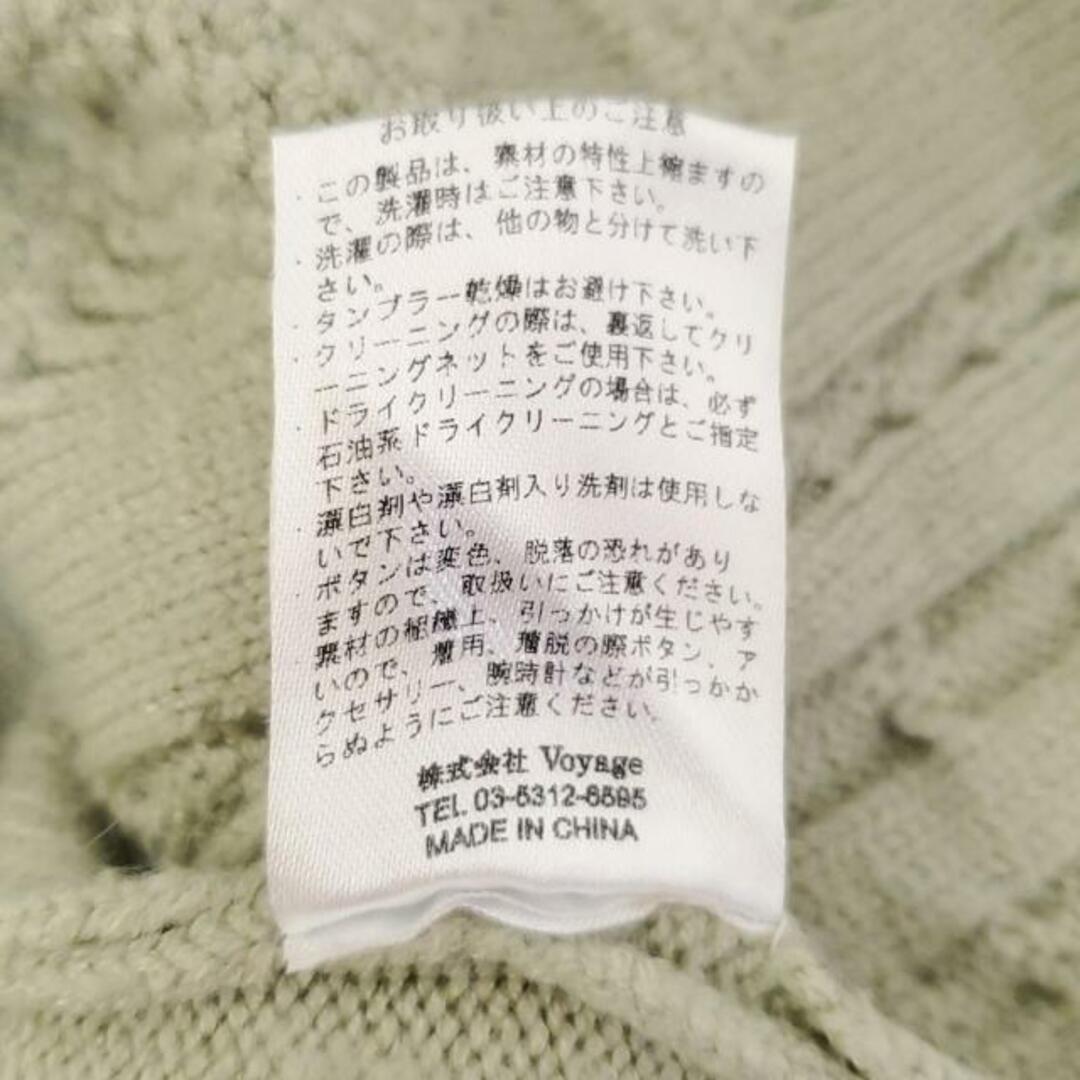 お取り扱い上のご注意
・この製品は、素材の特性上縮ますの
で、洗濯時はご注意下さい。
・洗濯の際は、他の物と分けて洗い下
さい。
・タンブラー乾燥はお避け下さい。
・クリーニングの際は、裏返してクリ
ーニングネットをご使用下さい。
・ドライクリーニングの場合は、必ず
石油系ドライクリーニングとご指定
下さい。
・漂白剤や漂白剤入り洗剤は使用しな
いで下さい。
・ボタンは変色、脱落の恐れがあり
ますので、取扱いにご注意ください。
・素材の組織上、引っかけが生じやす
いので、着用、着脱の際ボタン、ア
クセサリー、腕時計などが引っかか
らぬようにご注意ください。
株式会社 Voyage
TEL 03-5312-6595
MADE IN CHINA